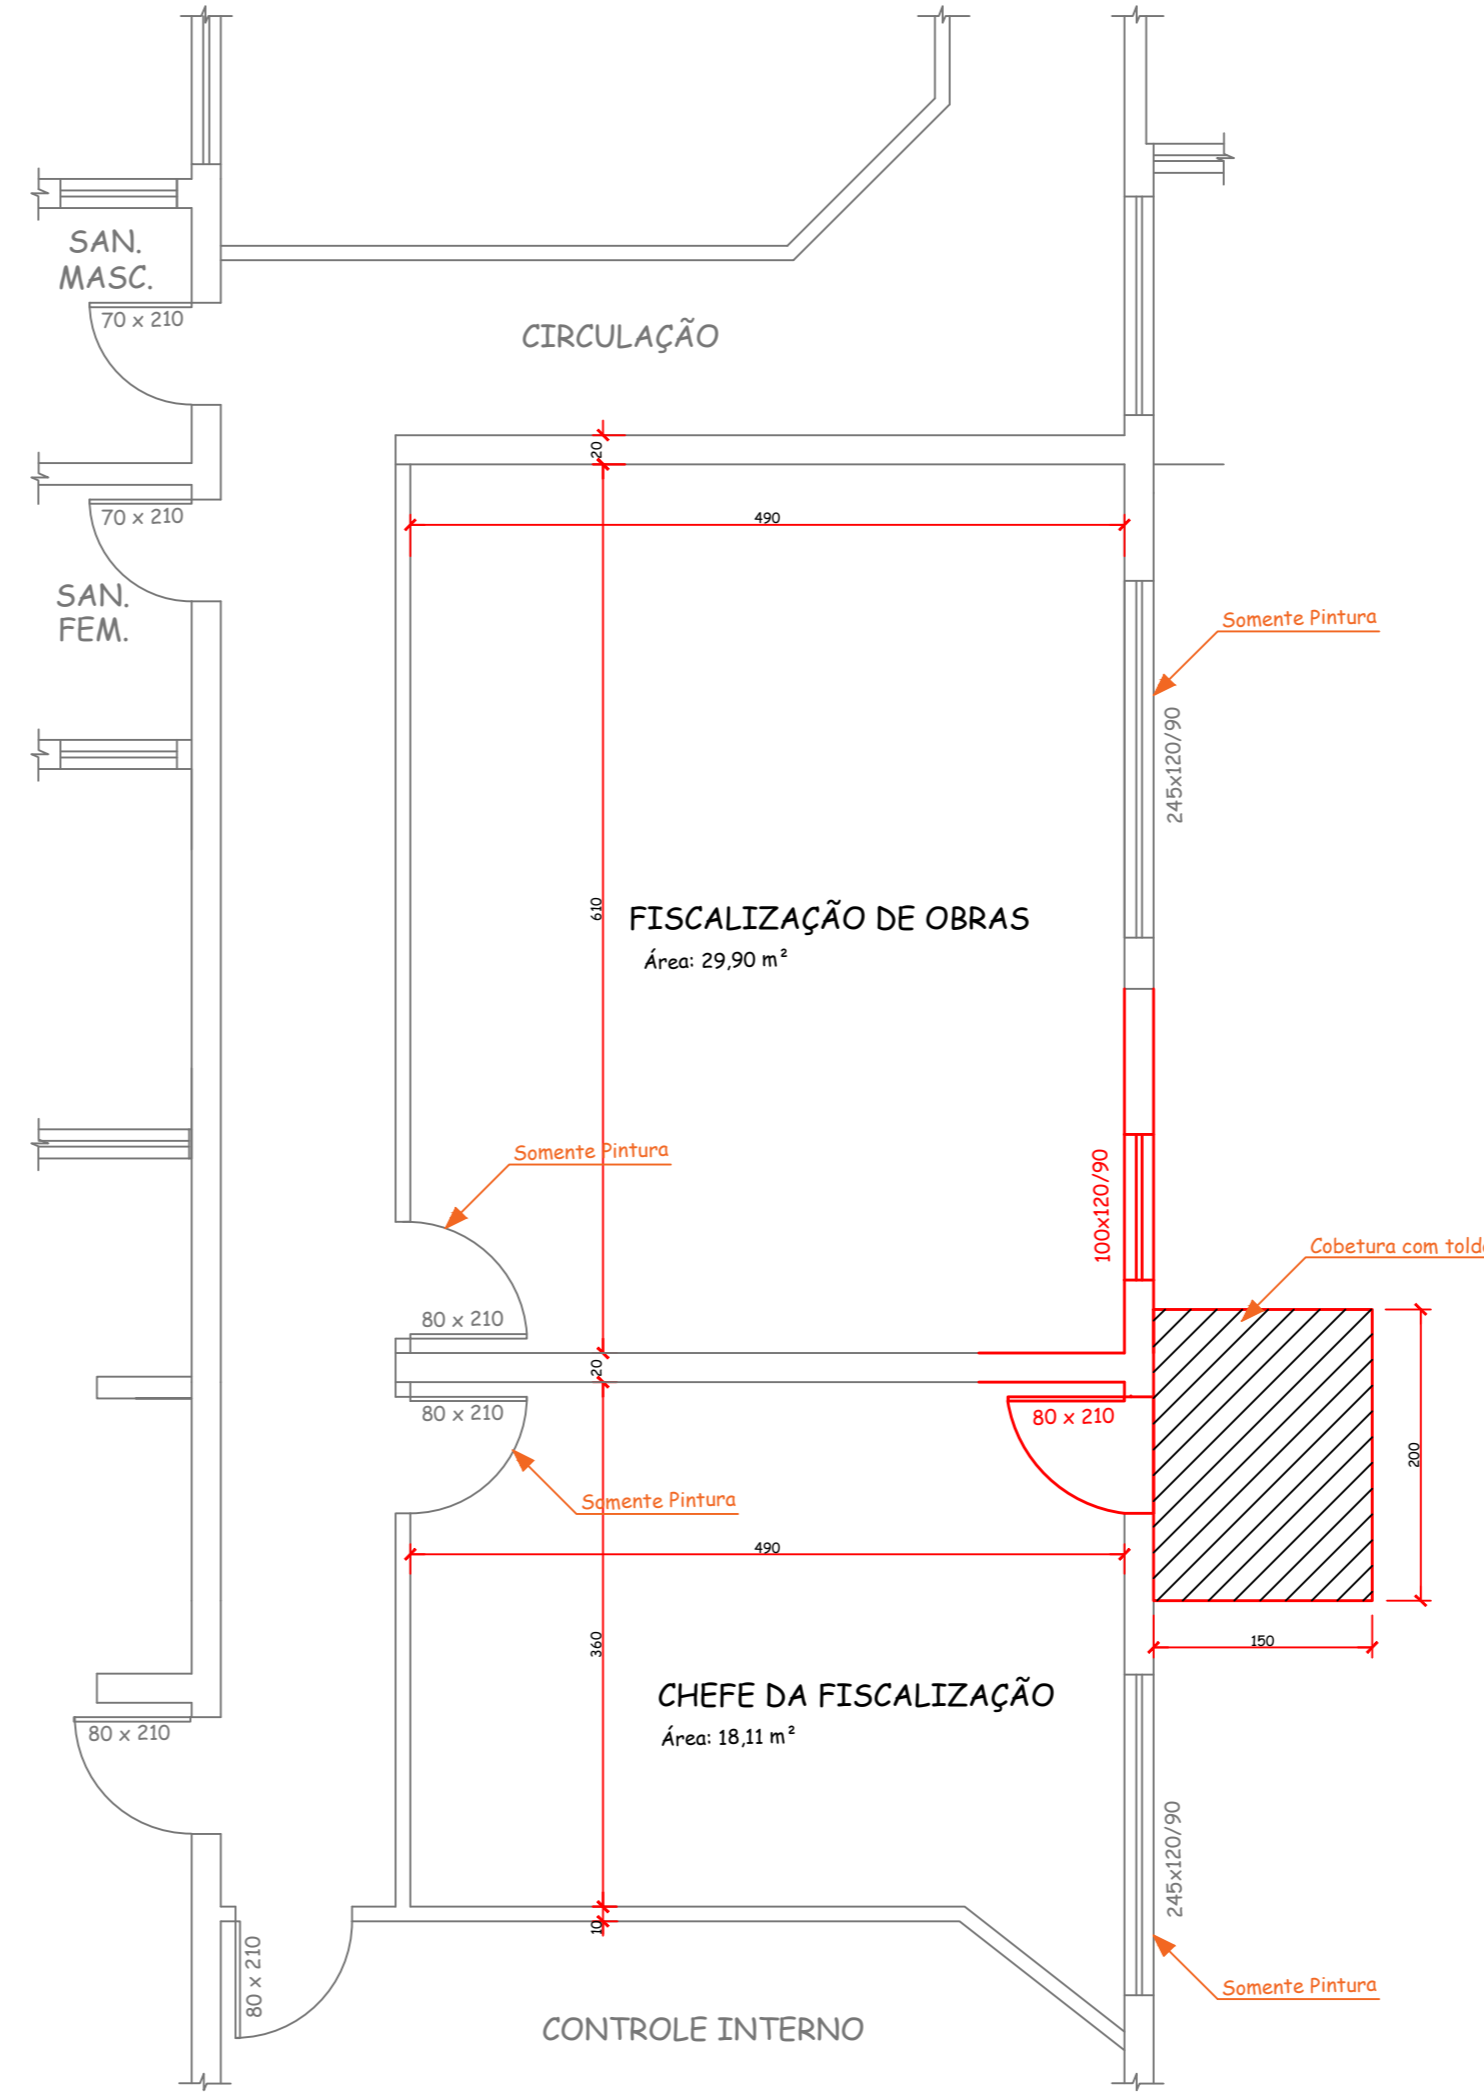 SAN.
MASC.
70 x 210
CIRCULAÇÃO
20
70 x 210
490
SAN.
FEM.
Somente Pintura
245x120/90
610
FISCALIZAÇÃO DE OBRAS
Área: 29,90 m²
Somente Pintura
100x120/90
Cobetura com
80 x 210
20
80 x 210
80 x 210
200
Somente Pintura
490
360
150
CHEFE DA FISCALIZAÇÃO
Área: 18,11 m²
80 x 210
245x120/90
10
80 x 210
Somente Pintura
CONTROLE INTERNO